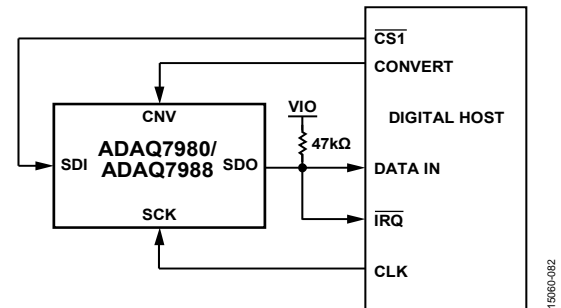 CS1
CONVERT
VIO
CNV
DIGITAL HOST
47kΩ
ADAQ7980/
ADAQ7988
SDI
SDO
DATA IN
SCK
IRQ
CLK
15060-082